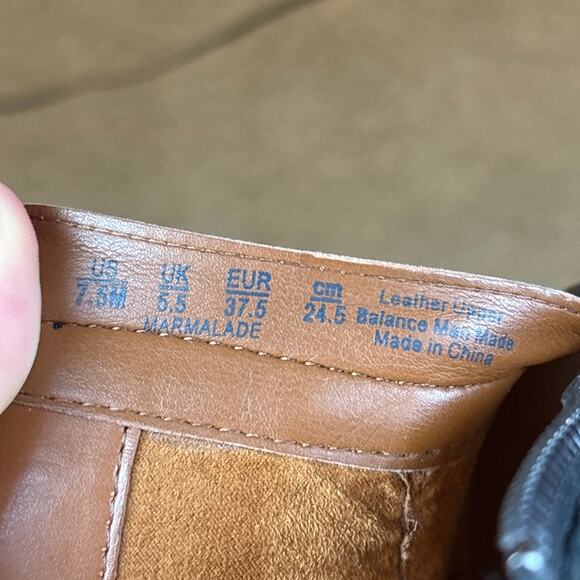 US UK EUR cm Leather Upper
7.5M 5.5 37.5 24.5 Balance Man Made
MARMALADE Made in China